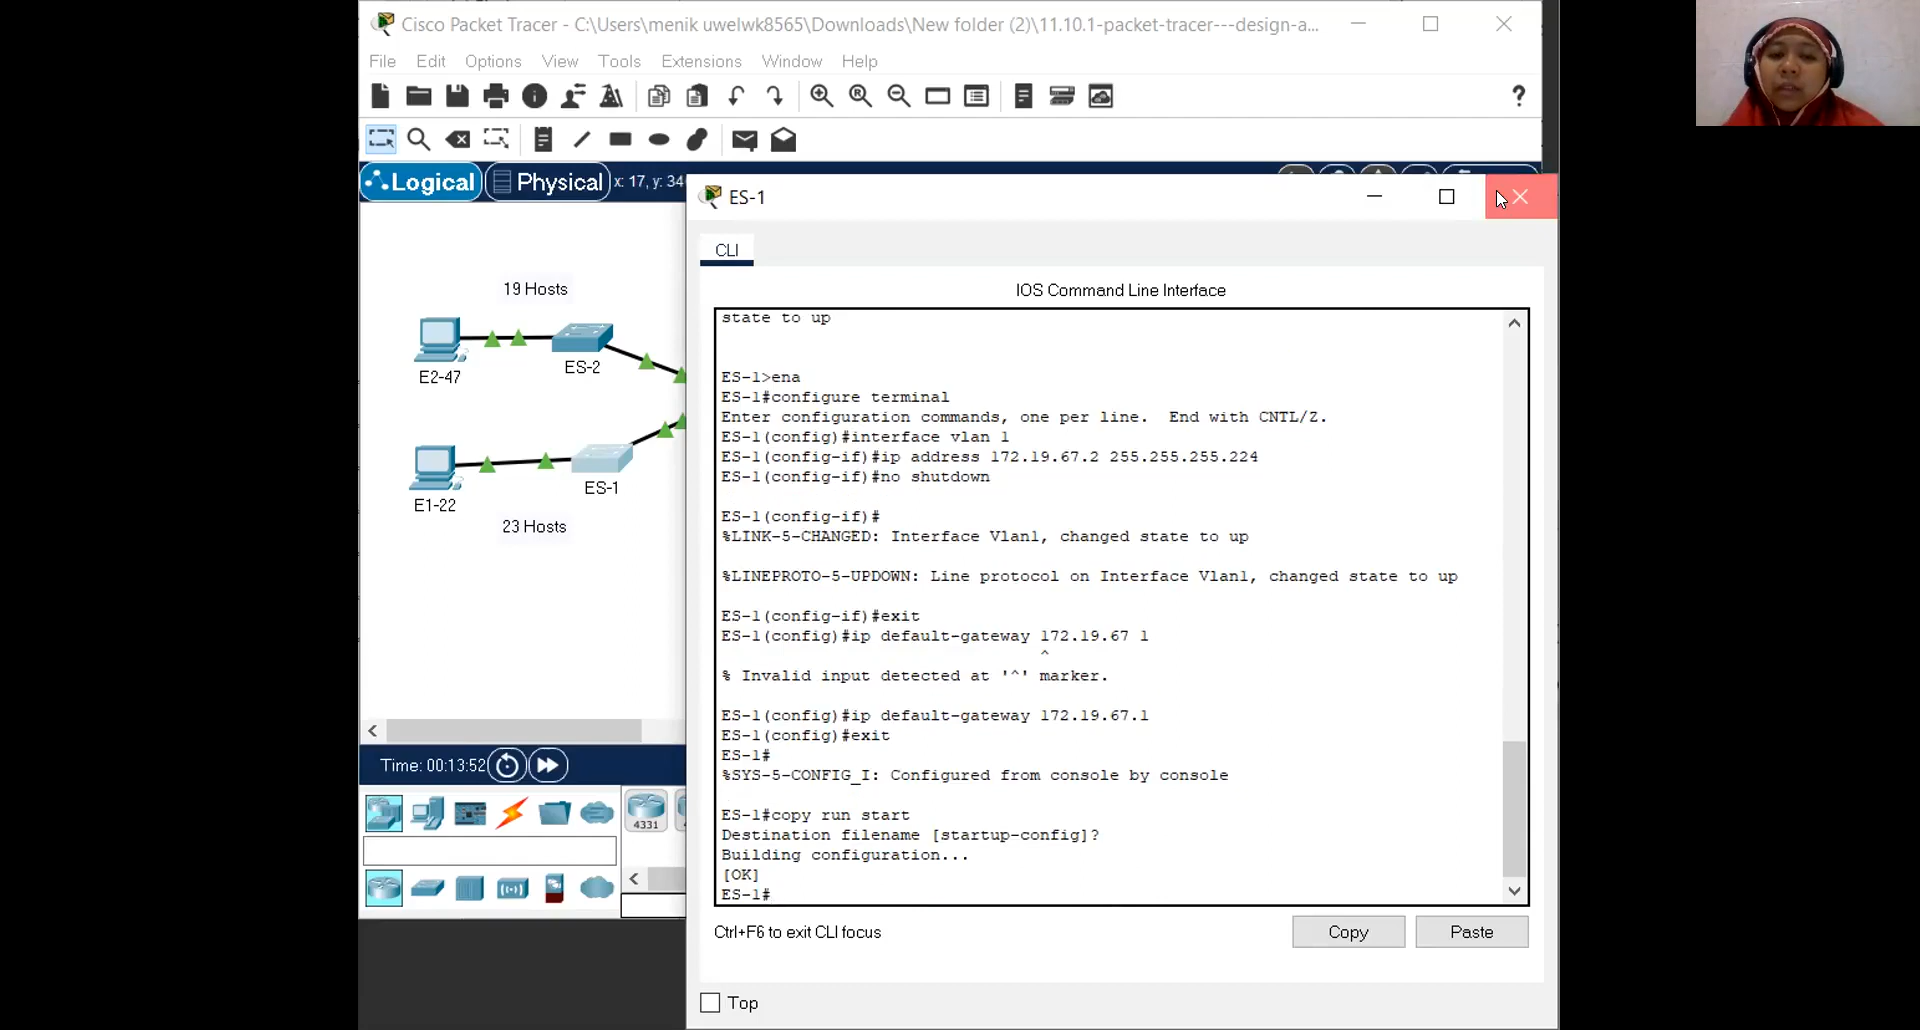 Cisco Packet Tracer - C:\Users\menik uwelwk8565\Downloads\New folder (2)\11.10.1-packet-tracer---design-a...
File Edit Options View Tools Extensions Window Help
?
Logical Physical x: 17, y: 34
19 Hosts
E2-47
ES-2
E1-22
ES-1
23 Hosts
Time: 00:13:52
4331
ES-1
CLI
IOS Command Line Interface
state to up
ES-1>ena
ES-1#configure terminal
Enter configuration commands, one per line. End with CNTL/Z.
ES-1(config)#interface vlan 1
ES-1(config-if)#ip address 172.19.67.2 255.255.255.224
ES-1(config-if)#no shutdown
ES-1(config-if)#
%LINK-5-CHANGED: Interface Vlan1, changed state to up
%LINEPROTO-5-UPDOWN: Line protocol on Interface Vlan1, changed state to up
ES-1(config-if)#exit
ES-1(config)#ip default-gateway 172.19.67 1
^
% Invalid input detected at '^' marker.
ES-1(config)#ip default-gateway 172.19.67.1
ES-1(config)#exit
ES-1#
%SYS-5-CONFIG_I: Configured from console by console
ES-1#copy run start
Destination filename [startup-config]?
Building configuration...
[OK]
ES-1#
Ctrl+F6 to exit CLI focus
Copy Paste
Top